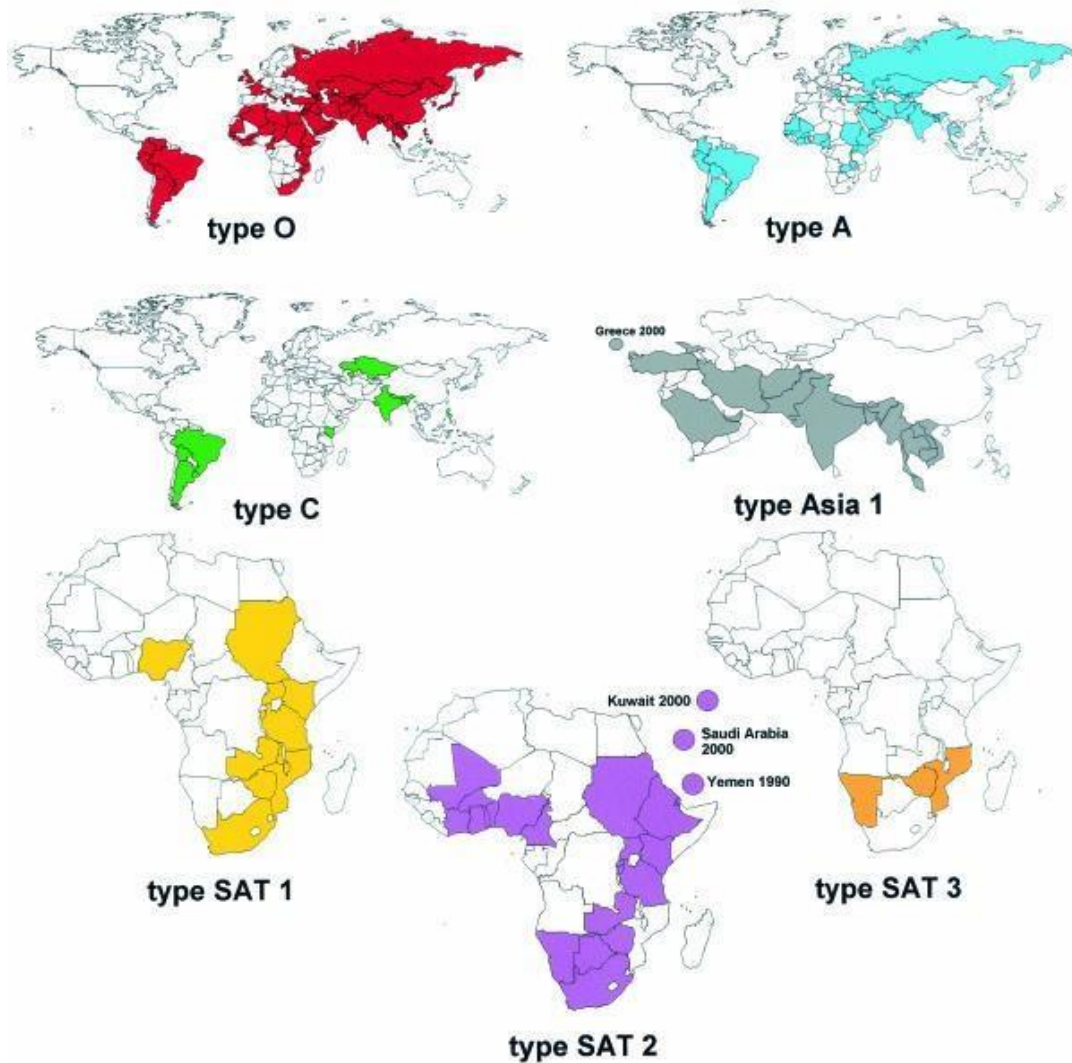 type O
type A
Greece 2000
type C
type Asia 1
type SAT 1
Kuwait 2000
Saudi Arabia
2000
Yemen 1990
type SAT 3
type SAT 2